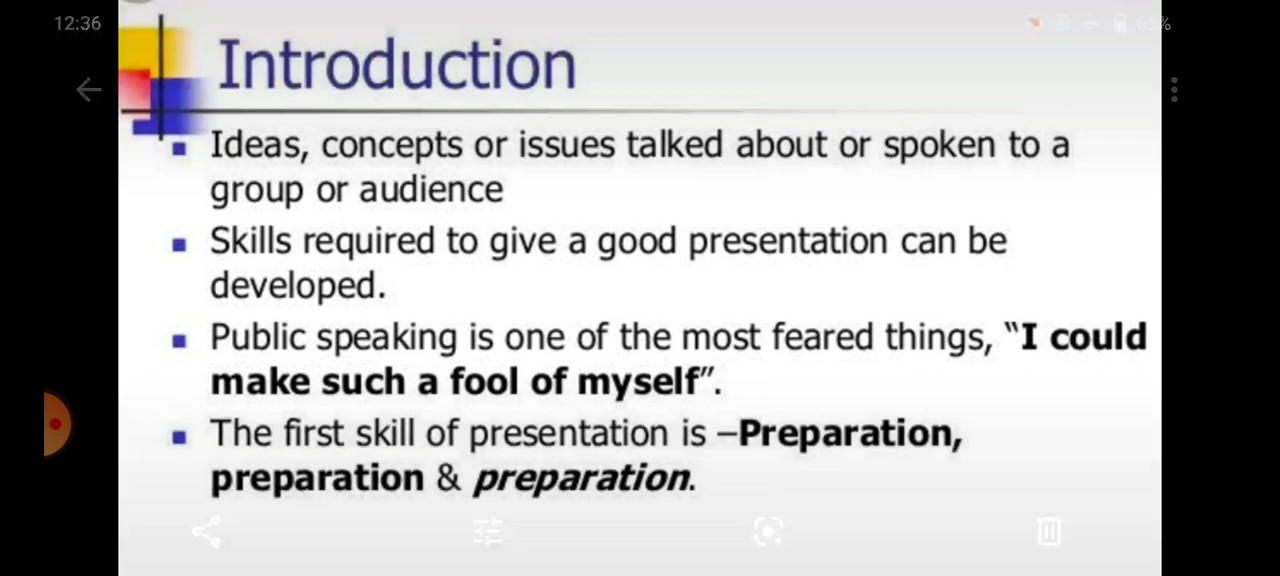 12:36
Introduction
Ideas, concepts or issues talked about or spoken to a
group or audience
Skills required to give a good presentation can be
developed.
Public speaking is one of the most feared things, “I could
make such a fool of myself”.
The first skill of presentation is –Preparation,
preparation & preparation.